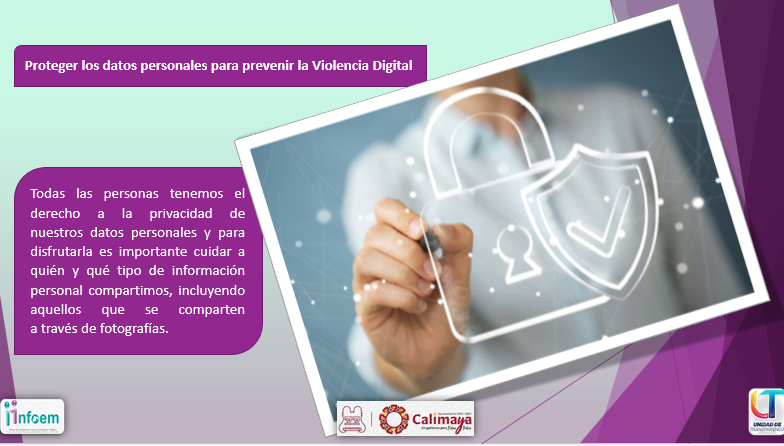 Proteger los datos personales para prevenir la Violencia Digital
Todas las personas tenemos el
derecho a la privacidad de
nuestros datos personales y para
disfrutarla es importante cuidar a
quién y qué tipo de información
personal compartimos, incluyendo
aquellos que se comparten
a través de fotografías.
infoem
Calimaya
UNIDAD DE
TRANSPARENCIA